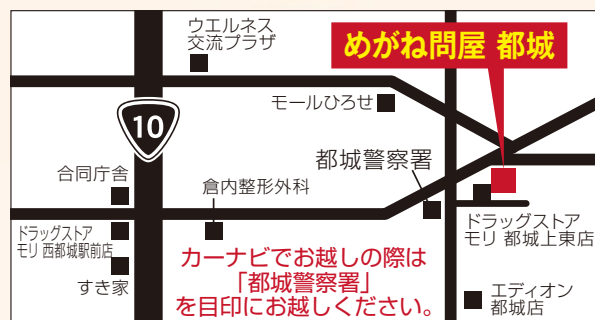 ウエルネス
交流プラザ
めがね問屋 都城
モールひろせ
10
都城警察署
合同庁舎
倉内整形外科
ドラッグストア
モリ 西都城駅前店
ドラッグストア
モリ 都城上東店
すき家
カーナビでお越しの際は
「都城警察署」
を目印にお越しください。
エディオン
都城店